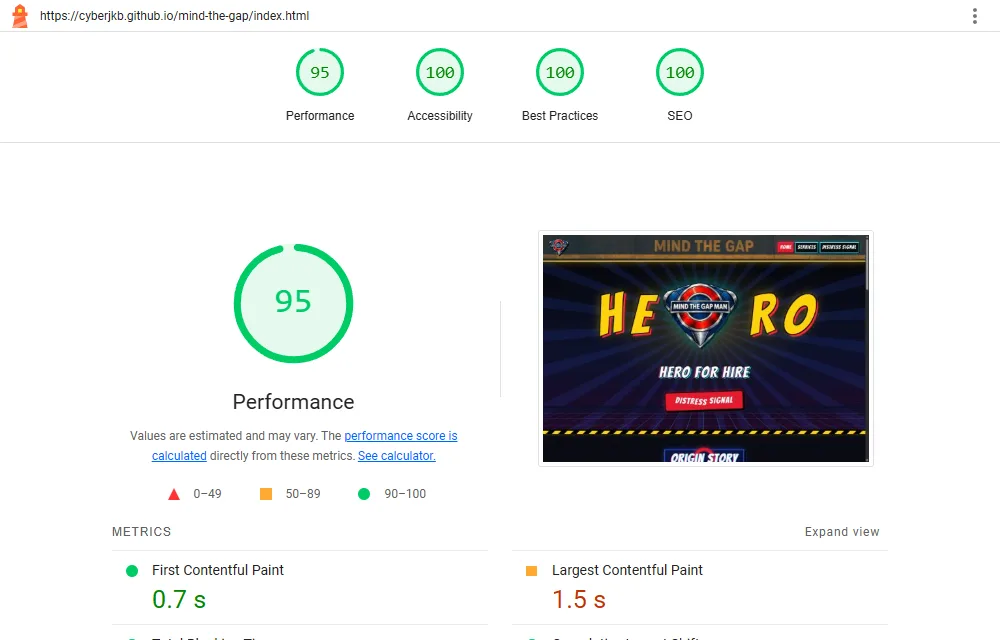 https://cyberjkb.github.io/mind-the-gap/index.html
95
100
100
100
Performance
Accessibility
Best Practices
SEO
95
Performance
Values are estimated and may vary. The performance score is
calculated directly from these metrics. See calculator.
0–49
50–89
90–100
MIND THE GAP
HOME
SERVICES
DISTRESS SIGNAL
HE RO
MIND THE GAP MAN
HERO FOR HIRE
DISTRESS SIGNAL
ORIGIN STORY
METRICS
Expand view
First Contentful Paint
0.7 s
Largest Contentful Paint
1.5 s